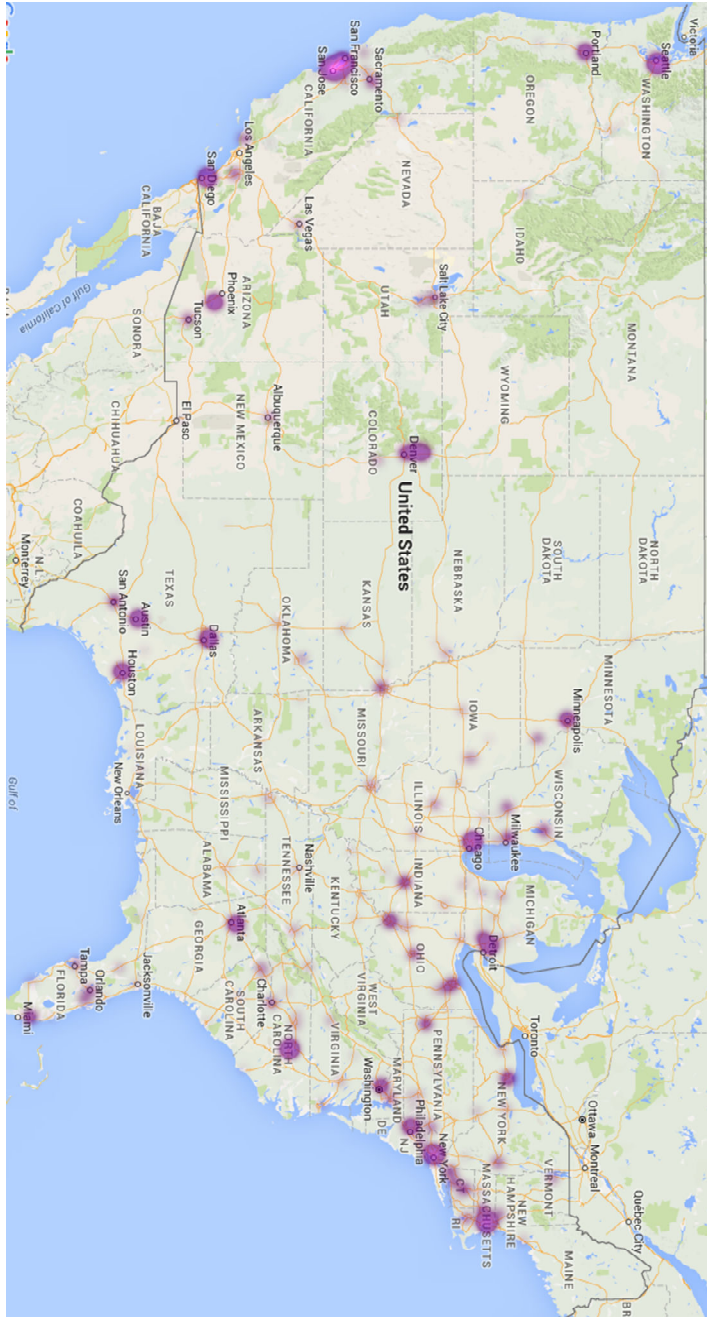 Victoria
Seattle
WASHINGTON
Portland
OREGON
IDAHO
MONTANA
NORTH
DAKOTA
SOUTH
DAKOTA
MINNESOTA
Minneapolis
WISCONSIN
Milwaukee
MICHIGAN
Detroit
Toronto
Ottawa
Montreal
Québec City
MAINE
VERMONT
NEW
HAMPSHIRE
MASSACHUSETTS
CT
RI
NEW YORK
New York
PENNSYLVANIA
Philadelphia
NJ
MARYLAND
DE
Washington
WEST
VIRGINIA
VIRGINIA
OHIO
INDIANA
ILLINOIS
Chicago
IOWA
NEBRASKA
WYOMING
Salt Lake City
UTAH
NEVADA
Sacramento
San Francisco
San Jose
CALIFORNIA
Las Vegas
Los Angeles
San Diego
BAJA
CALIFORNIA
Gulf of
California
ARIZONA
Phoenix
Tucson
SONORA
Denver
COLORADO
United States
KANSAS
MISSOURI
KENTUCKY
Nashville
TENNESSEE
NORTH
CAROLINA
Charlotte
SOUTH
CAROLINA
Atlanta
GEORGIA
ALABAMA
MISSISSIPPI
ARKANSAS
OKLAHOMA
Albuquerque
NEW MEXICO
El Paso
CHIHUAHUA
COAHUILA
N.L.
Monterrey
TEXAS
Dallas
Austin
San Antonio
Houston
LOUISIANA
New Orleans
Jacksonville
Orlando
Tampa
FLORIDA
Miami
Gulf of